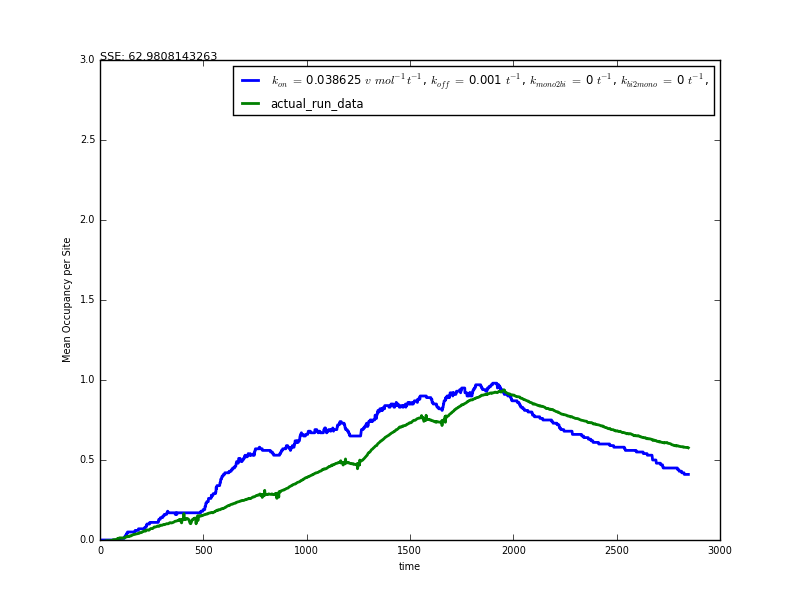 SSE: 62.9808143263
k_on = 0.038625 v mol^−1 t^−1, k_off = 0.001 t^−1, k_mono2bi = 0 t^−1, k_bi2mono = 0 t^−1,
actual_run_data
3.0
2.5
2.0
1.5
1.0
0.5
0.0
Mean Occupancy per Site
0 500 1000 1500 2000 2500 3000
time